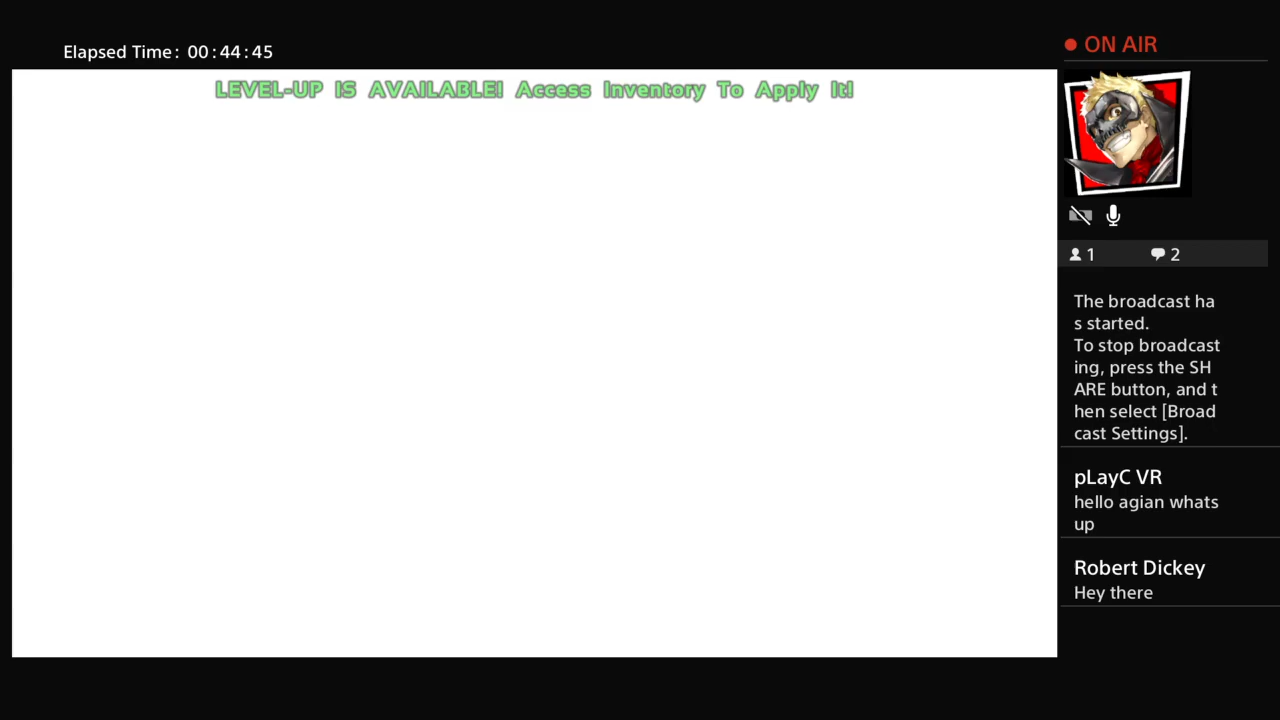 Elapsed Time: 00:44:45
ON AIR
LEVEL-UP IS AVAILABLE! Access Inventory To Apply It!
1 2
The broadcast ha
s started.
To stop broadcast
ing, press the SH
ARE button, and t
hen select [Broad
cast Settings].
pLayC VR
hello agian whats
up
Robert Dickey
Hey there